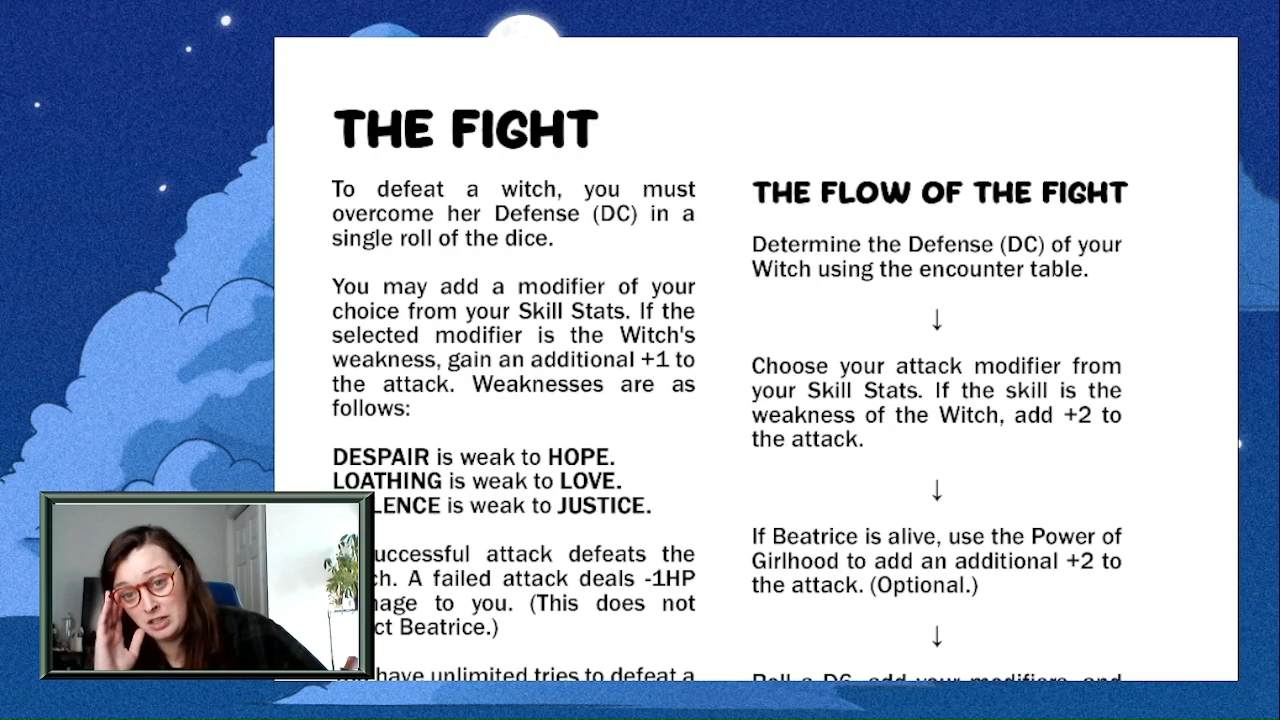 THE FIGHT
To defeat a witch, you must
overcome her Defense (DC) in a
single roll of the dice.
You may add a modifier of your
choice from your Skill Stats. If the
selected modifier is the Witch's
weakness, gain an additional +1 to
the attack. Weaknesses are as
follows:
DESPAIR is weak to HOPE.
LOATHING is weak to LOVE.
LENCE is weak to JUSTICE.
uccessful attack defeats the
ch. A failed attack deals -1HP
age to you. (This does not
ct Beatrice.)
have unlimited tries to defeat a
THE FLOW OF THE FIGHT
Determine the Defense (DC) of your
Witch using the encounter table.
↓
Choose your attack modifier from
your Skill Stats. If the skill is the
weakness of the Witch, add +2 to
the attack.
↓
If Beatrice is alive, use the Power of
Girlhood to add an additional +2 to
the attack. (Optional.)
↓
Roll a D6, add your modifiers, and